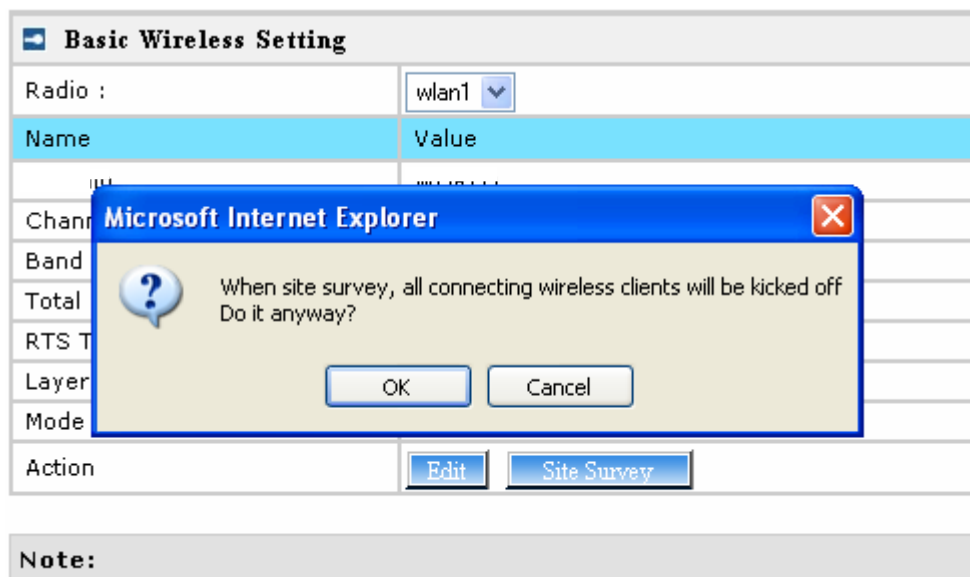 Basic Wireless Setting
Radio : wlan1
Name Value
Chann
Microsoft Internet Explorer
Band
When site survey, all connecting wireless clients will be kicked off
Total
Do it anyway?
RTS T
Layer
OK Cancel
Mode
Action Edit Site Survey
Note: